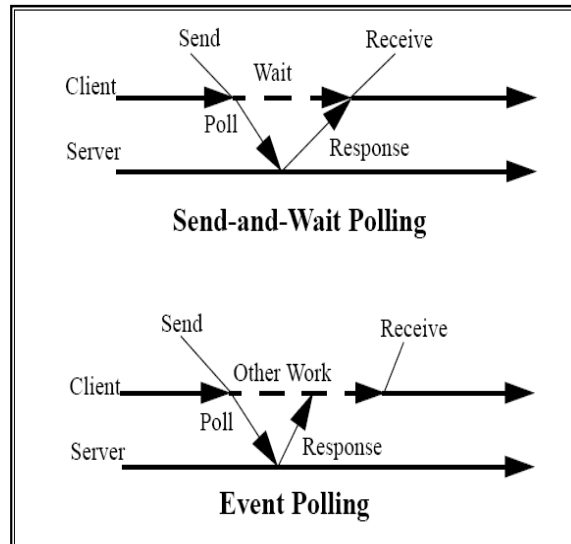 Send
Receive
Wait
Client
Poll
Server
Response
Send-and-Wait Polling
Send
Receive
Other Work
Client
Poll
Server
Response
Event Polling